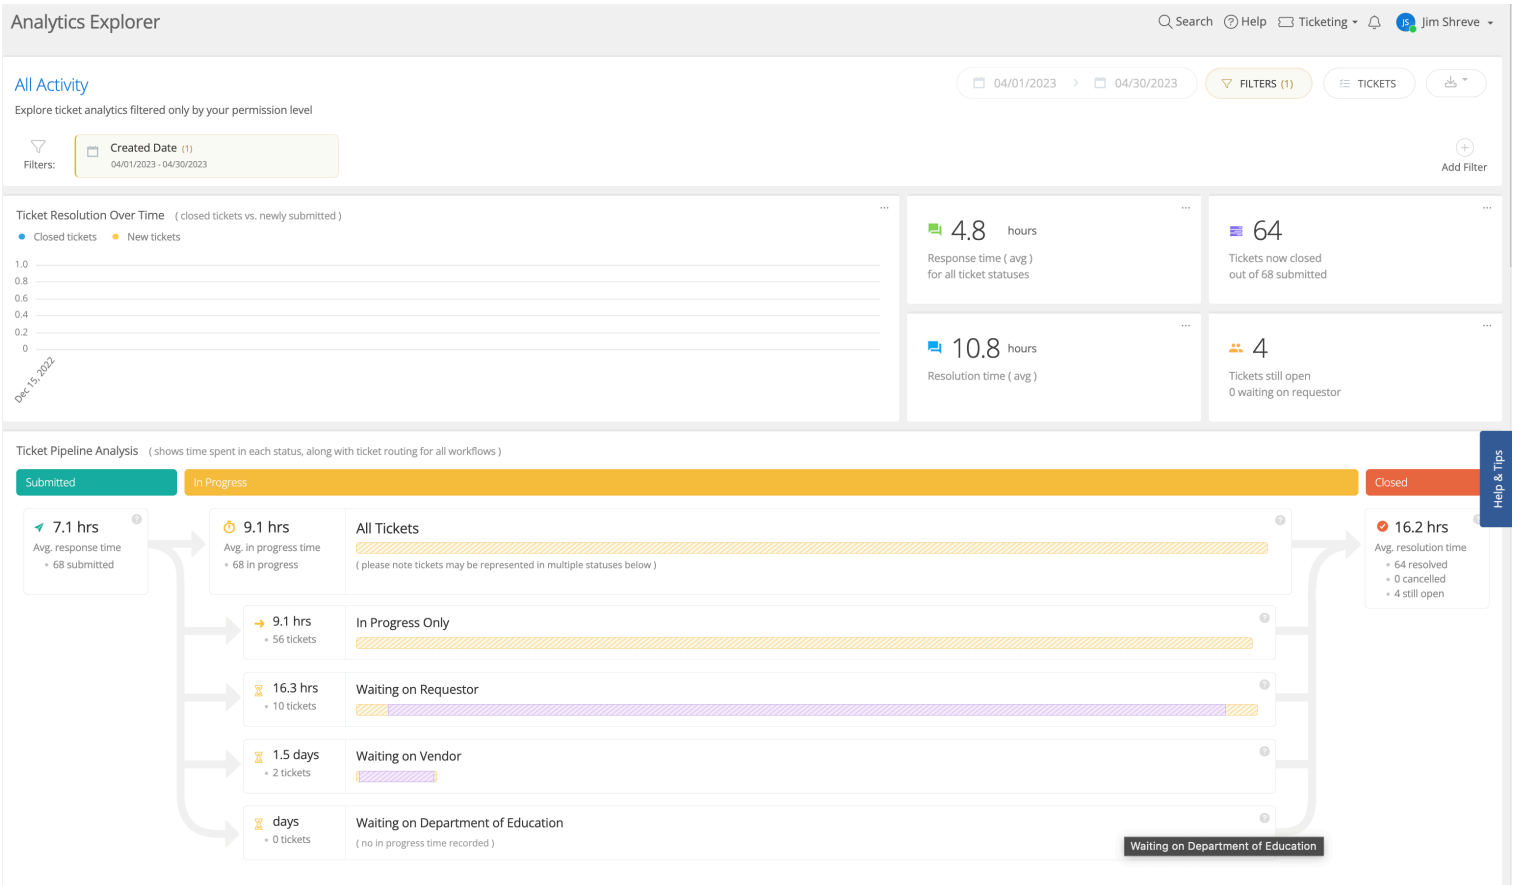 Analytics Explorer
Search Help Ticketing Jim Shreve
JS
All Activity
04/01/2023 > 04/30/2023 FILTERS (1) TICKETS
Explore ticket analytics filtered only by your permission level
Filters:
Created Date (1)
04/01/2023 - 04/30/2023
Add Filter
Ticket Resolution Over Time ( closed tickets vs. newly submitted )
Closed tickets New tickets
1.0
0.8
0.6
0.4
0.2
0
Dec 15, 2022
4.8 hours
Response time ( avg )
for all ticket statuses
64
Tickets now closed
out of 68 submitted
10.8 hours
Resolution time ( avg )
4
Tickets still open
0 waiting on requestor
Ticket Pipeline Analysis ( shows time spent in each status, along with ticket routing for all workflows )
Help & Tips
Submitted
In Progress
Closed
7.1 hrs
Avg. response time
68 submitted
9.1 hrs
Avg. in progress time
68 in progress
All Tickets
( please note tickets may be represented in multiple statuses below )
16.2 hrs
Avg. resolution time
64 resolved
0 cancelled
4 still open
9.1 hrs
56 tickets
In Progress Only
16.3 hrs
10 tickets
Waiting on Requestor
1.5 days
2 tickets
Waiting on Vendor
days
0 tickets
Waiting on Department of Education
( no in progress time recorded )
Waiting on Department of Education